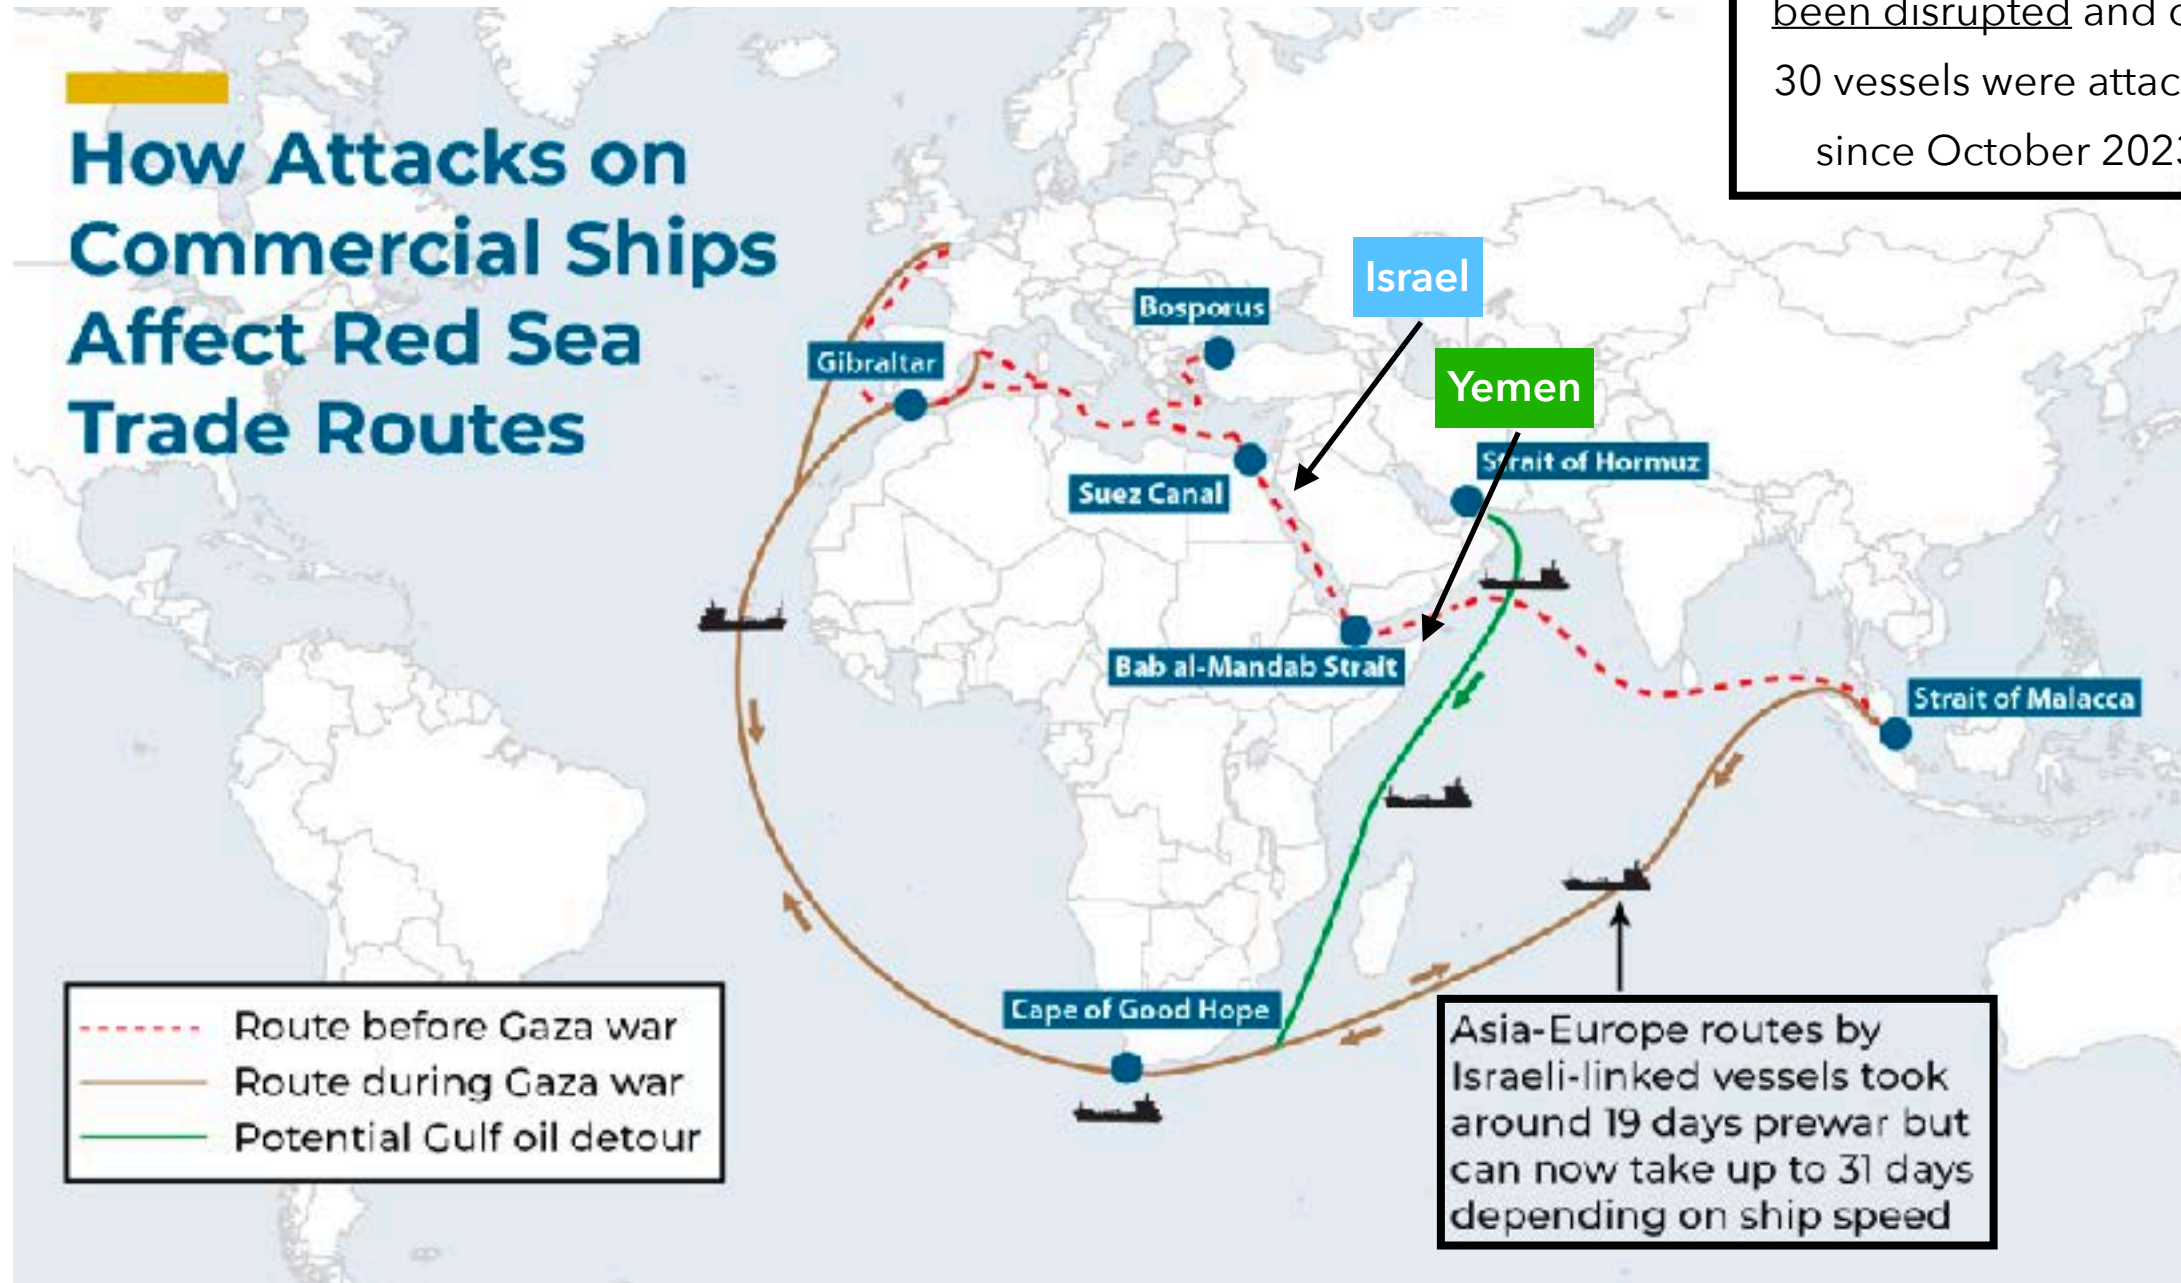 been disrupted and
30 vessels were
since October
How Attacks on
Commercial Ships
Affect Red Sea
Trade Routes
Israel
Bosporus
Yemen
Gibraltar
Strait of Hormuz
Suez Canal
Bab al-Mandab Strait
Strait of Malacca
Cape of Good Hope
Route before Gaza war
Route during Gaza war
Potential Gulf oil detour
Asia-Europe routes by
Israeli-linked vessels took
around 19 days prewar but
can now take up to 31 days
depending on ship speed